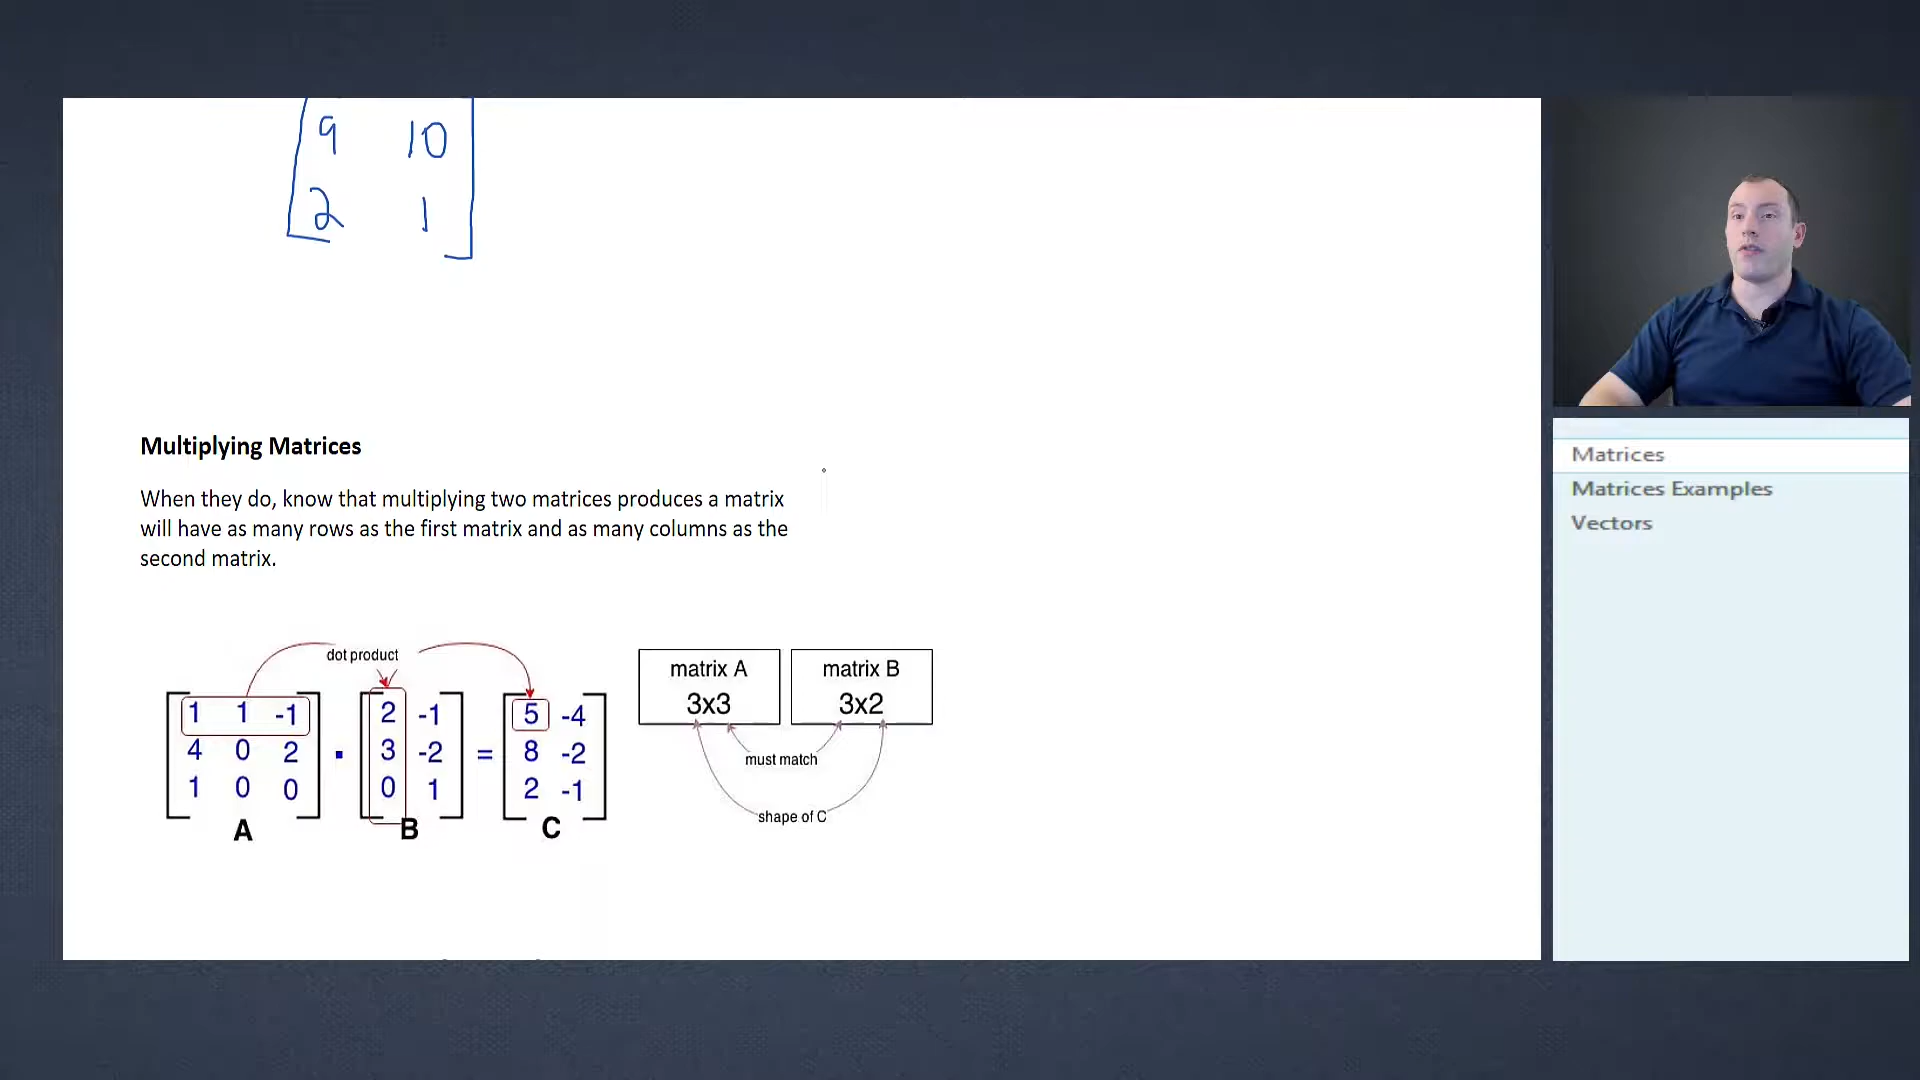 9 10
2 1
Matrices
Matrices Examples
Vectors
Multiplying Matrices
When they do, know that multiplying two matrices produces a matrix
will have as many rows as the first matrix and as many columns as the
second matrix.
dot product
1 1 -1
4 0 2
1 0 0
A
·
2 -1
3 -2
0 1
B
=
5 -4
8 -2
2 -1
C
matrix A
3x3
matrix B
3x2
must match
shape of C